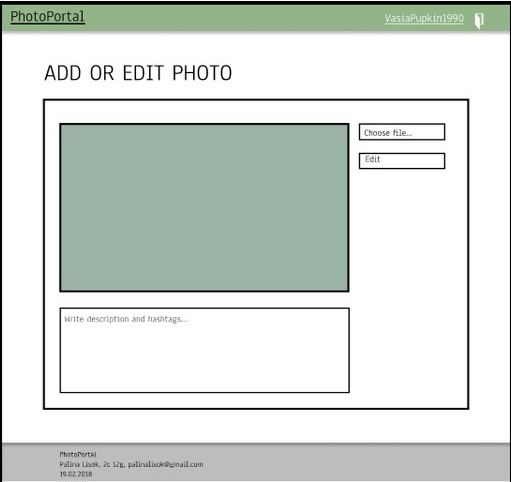 PhotoPortal
VasiaPupkin1990
ADD OR EDIT PHOTO
Choose file...
Edit
Write description and hashtags...
PhotoPortal
Palina Lisok, 2c 12g, palinalisok@gmail.com
19.02.2018